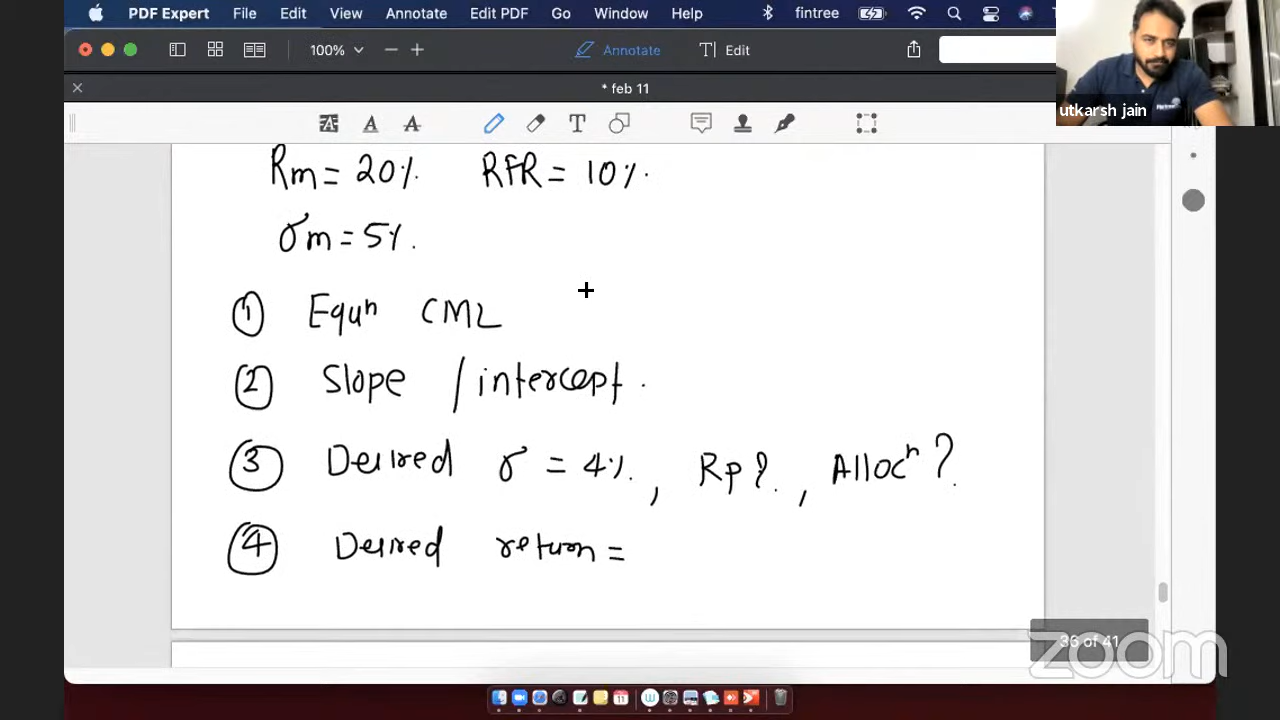 PDF Expert File Edit View Annotate Edit PDF Go Window Help fintree
100% Annotate Edit
* feb 11
utkarsh jain
Rm = 20%. RFR = 10%.
σm = 5%.
① Equⁿ CML
② Slope / intercept.
③ Desired σ = 4%, Rp?, Allocⁿ?
④ Desired return =
36 of 41
zoom